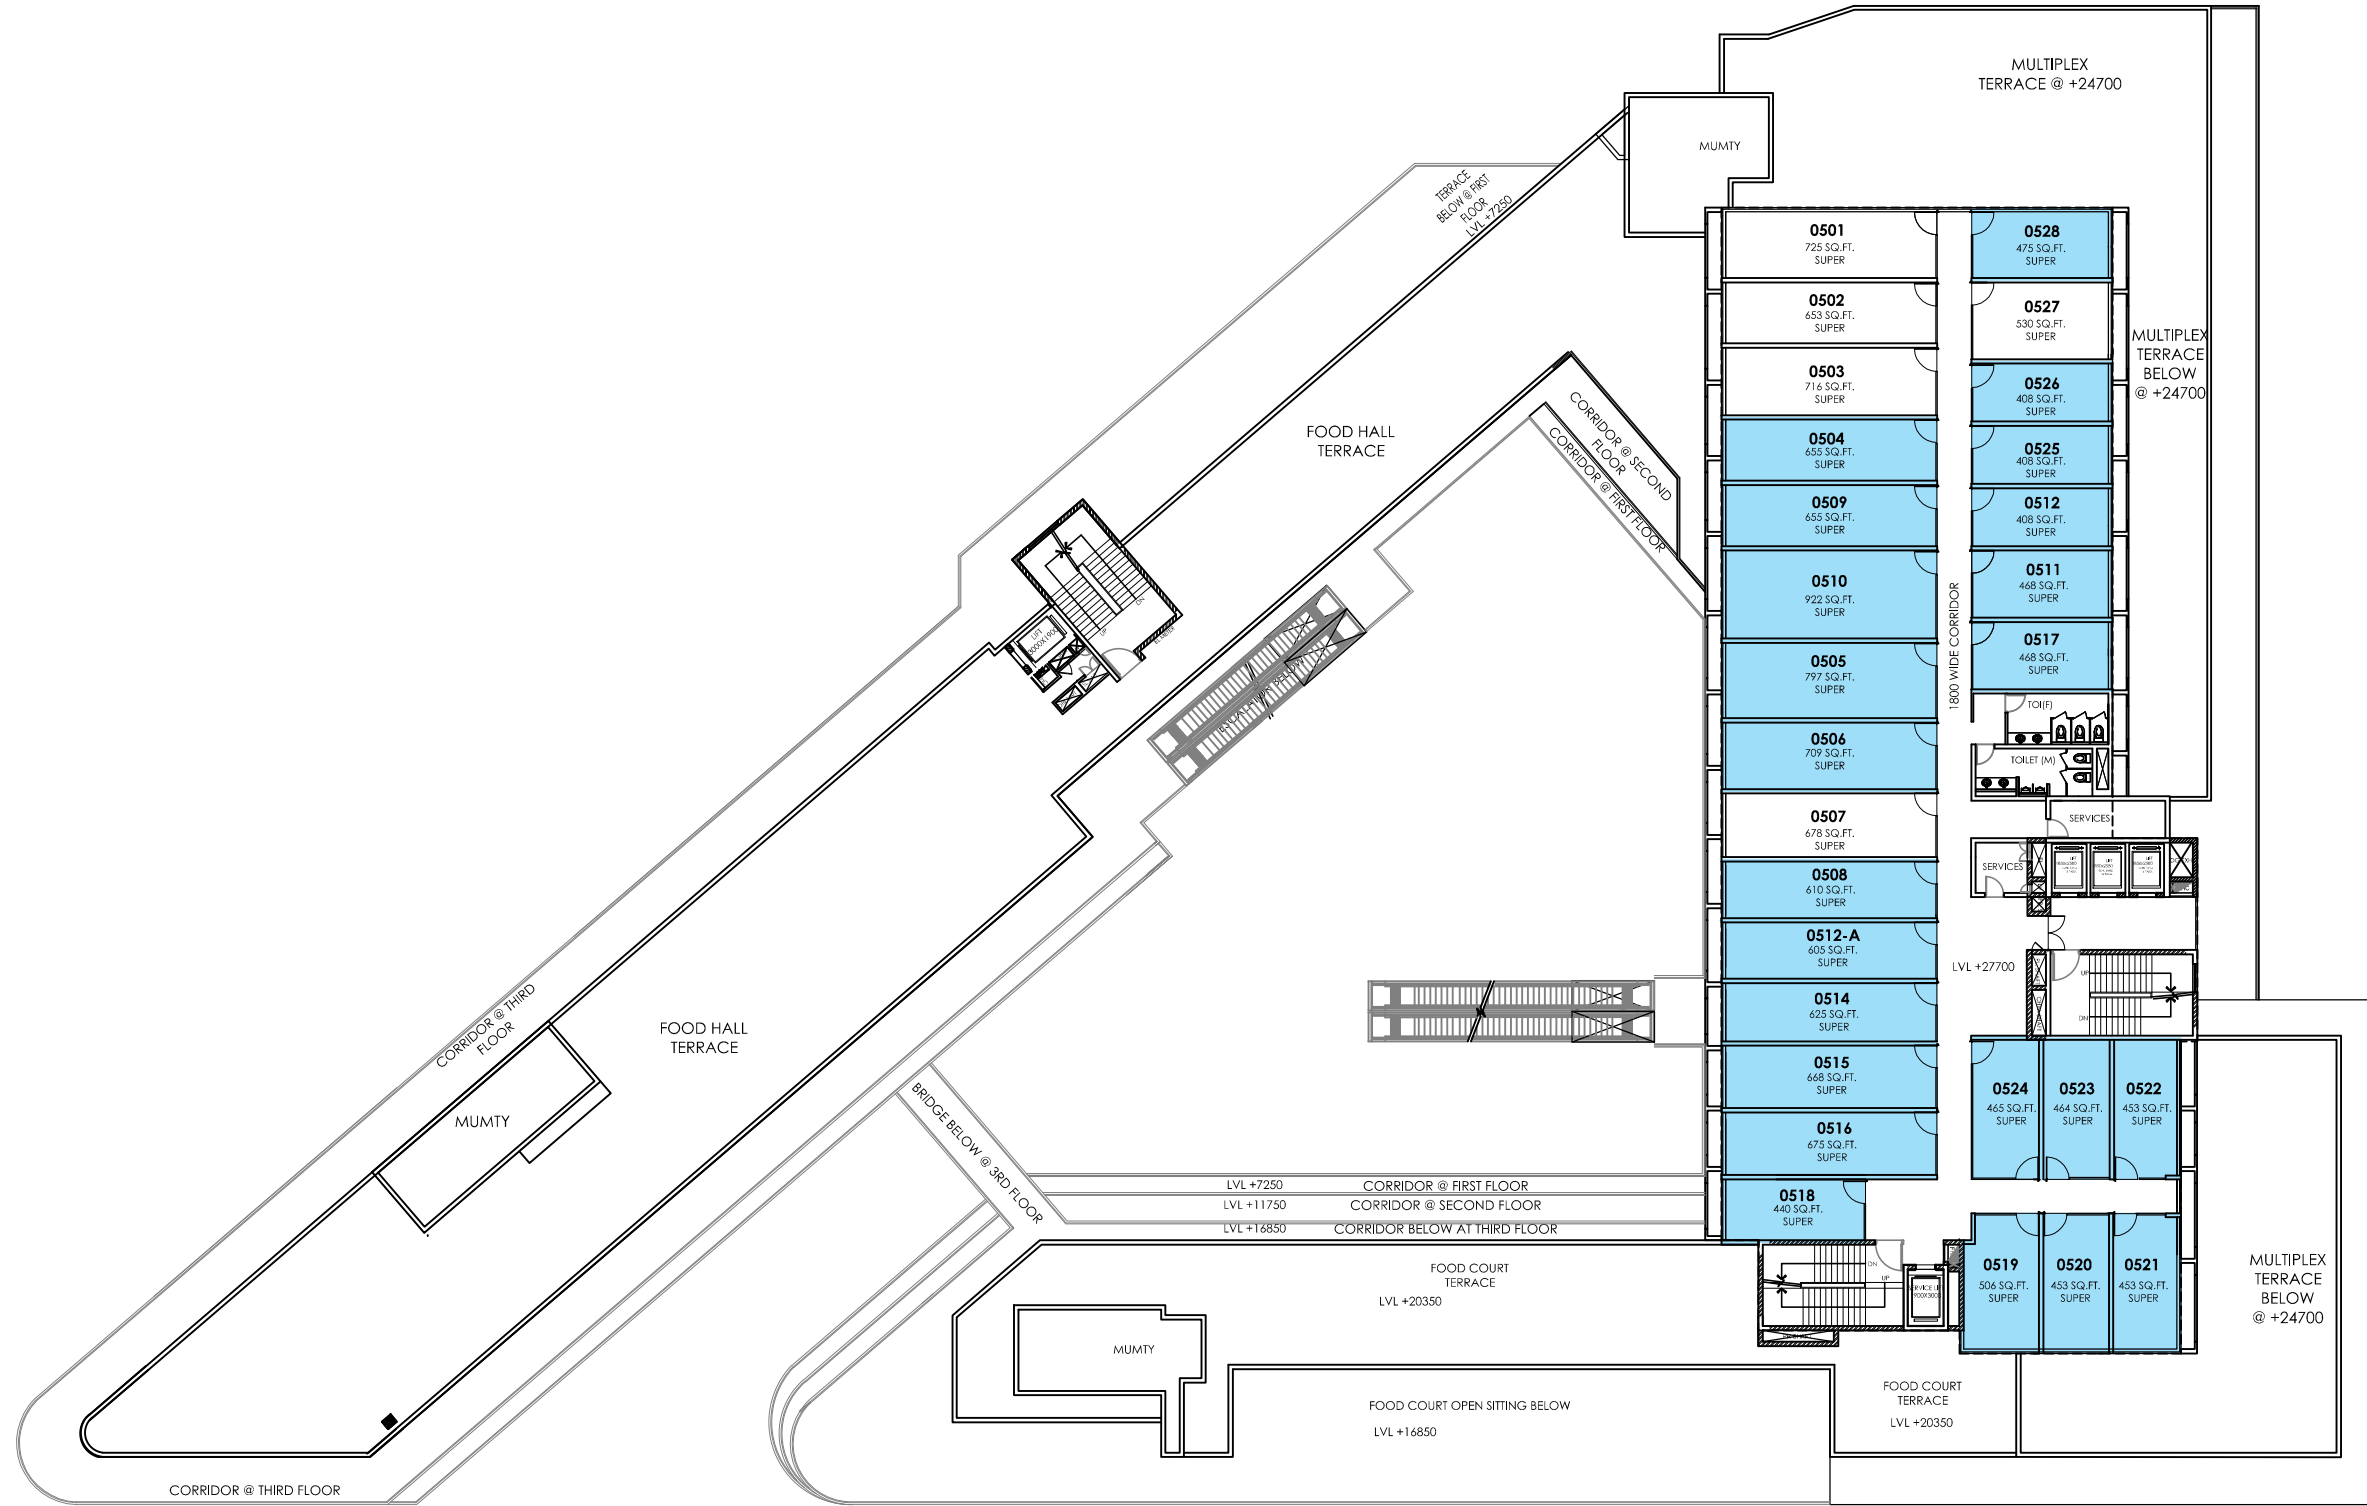 MULTIPLEX
TERRACE @ +24700
MUMTY
TERRACE
BELOW @ FIRST
FLOOR
LVL +7250
0501
725 SQ.FT.
SUPER
0528
475 SQ.FT.
SUPER
0502
653 SQ.FT.
SUPER
0527
530 SQ.FT.
SUPER
MULTIPLEX
TERRACE
BELOW
@ +24700
0503
716 SQ.FT.
SUPER
0526
408 SQ.FT.
SUPER
CORRIDOR @ SECOND
FLOOR
CORRIDOR @ FIRST FLOOR
FOOD HALL
TERRACE
0504
655 SQ.FT.
SUPER
0525
408 SQ.FT.
SUPER
0509
655 SQ.FT.
SUPER
0512
408 SQ.FT.
SUPER
0510
922 SQ.FT.
SUPER
0511
468 SQ.FT.
SUPER
1800 WIDE CORRIDOR
DN
UP
LIFT
3000X1900
0505
797 SQ.FT.
SUPER
0517
468 SQ.FT.
SUPER
TOI(F)
0506
709 SQ.FT.
SUPER
TOILET (M)
0507
678 SQ.FT.
SUPER
SERVICES
SERVICES
LIFT
LIFT
LIFT
0508
610 SQ.FT.
SUPER
0512-A
605 SQ.FT.
SUPER
LVL +27700
UP
DN
0514
625 SQ.FT.
SUPER
CORRIDOR @ THIRD
FLOOR
FOOD HALL
TERRACE
0515
668 SQ.FT.
SUPER
0524
465 SQ.FT.
SUPER
0523
464 SQ.FT.
SUPER
0522
453 SQ.FT.
SUPER
MUMTY
BRIDGE BELOW @ 3RD FLOOR
0516
675 SQ.FT.
SUPER
LVL +7250 CORRIDOR @ FIRST FLOOR
LVL +11750 CORRIDOR @ SECOND FLOOR
LVL +16850 CORRIDOR BELOW AT THIRD FLOOR
0518
440 SQ.FT.
SUPER
FOOD COURT
TERRACE
LVL +20350
DN
UP
0519
506 SQ.FT.
SUPER
0520
453 SQ.FT.
SUPER
0521
453 SQ.FT.
SUPER
MULTIPLEX
TERRACE
BELOW
@ +24700
MUMTY
FOOD COURT OPEN SITTING BELOW
LVL +16850
FOOD COURT
TERRACE
LVL +20350
CORRIDOR @ THIRD FLOOR